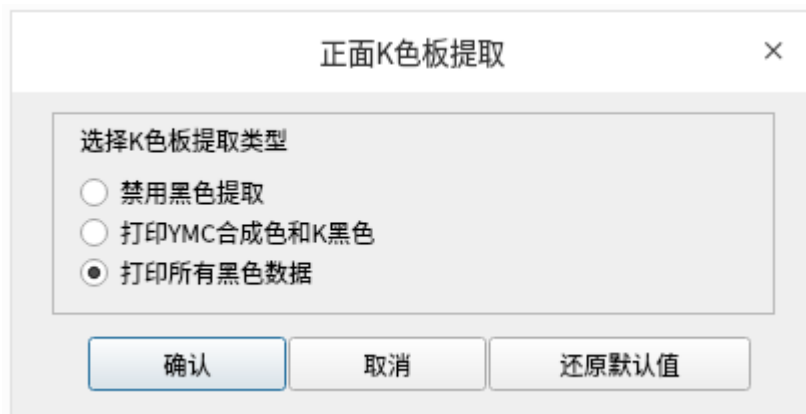 正面K色板提取
选择K色板提取类型
禁用黑色提取
打印YMC合成色和K黑色
打印所有黑色数据
确认 取消 还原默认值